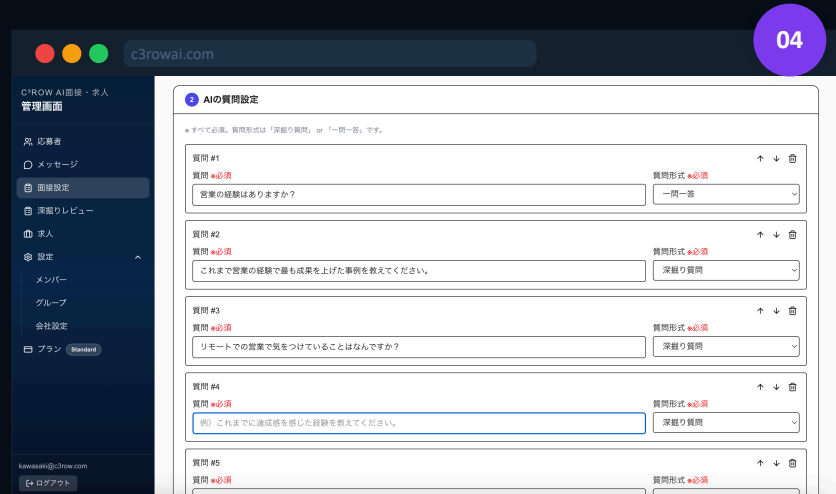 04
c3rowai.com
C³ROW AI面接・求人
管理画面
応募者
メッセージ
面接設定
深掘りレビュー
求人
設定
メンバー
グループ
会社設定
プラン Standard
kawasaki@c3row.com
ログアウト
2 AIの質問設定
※ すべて必須。質問形式は「深掘り質問」 or 「一問一答」です。
質問 #1
質問 ※必須 質問形式 ※必須
営業の経験はありますか？ 一問一答
質問 #2
質問 ※必須 質問形式 ※必須
これまで営業の経験で最も成果を上げた事例を教えてください。 深掘り質問
質問 #3
質問 ※必須 質問形式 ※必須
リモートでの営業で気をつけていることはなんですか？ 深掘り質問
質問 #4
質問 ※必須 質問形式 ※必須
例）これまでに達成感を感じた経験を教えてください。 深掘り質問
質問 #5
質問 ※必須 質問形式 ※必須